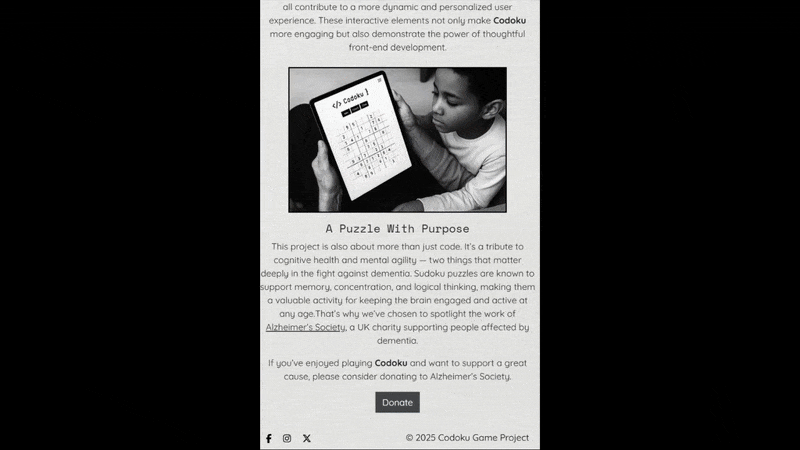 all contribute to a more dynamic and personalized user
experience. These interactive elements not only make Codoku
more engaging but also demonstrate the power of thoughtful
front-end development.
</> Codoku }
A Puzzle With Purpose
This project is also about more than just code. It's a tribute to
cognitive health and mental agility — two things that matter
deeply in the fight against dementia. Sudoku puzzles are known to
support memory, concentration, and logical thinking, making them
a valuable activity for keeping the brain engaged and active at
any age.That's why we've chosen to spotlight the work of
Alzheimer's Society, a UK charity supporting people affected by
dementia.
If you've enjoyed playing Codoku and want to support a great
cause, please consider donating to Alzheimer's Society.
Donate
© 2025 Codoku Game Project